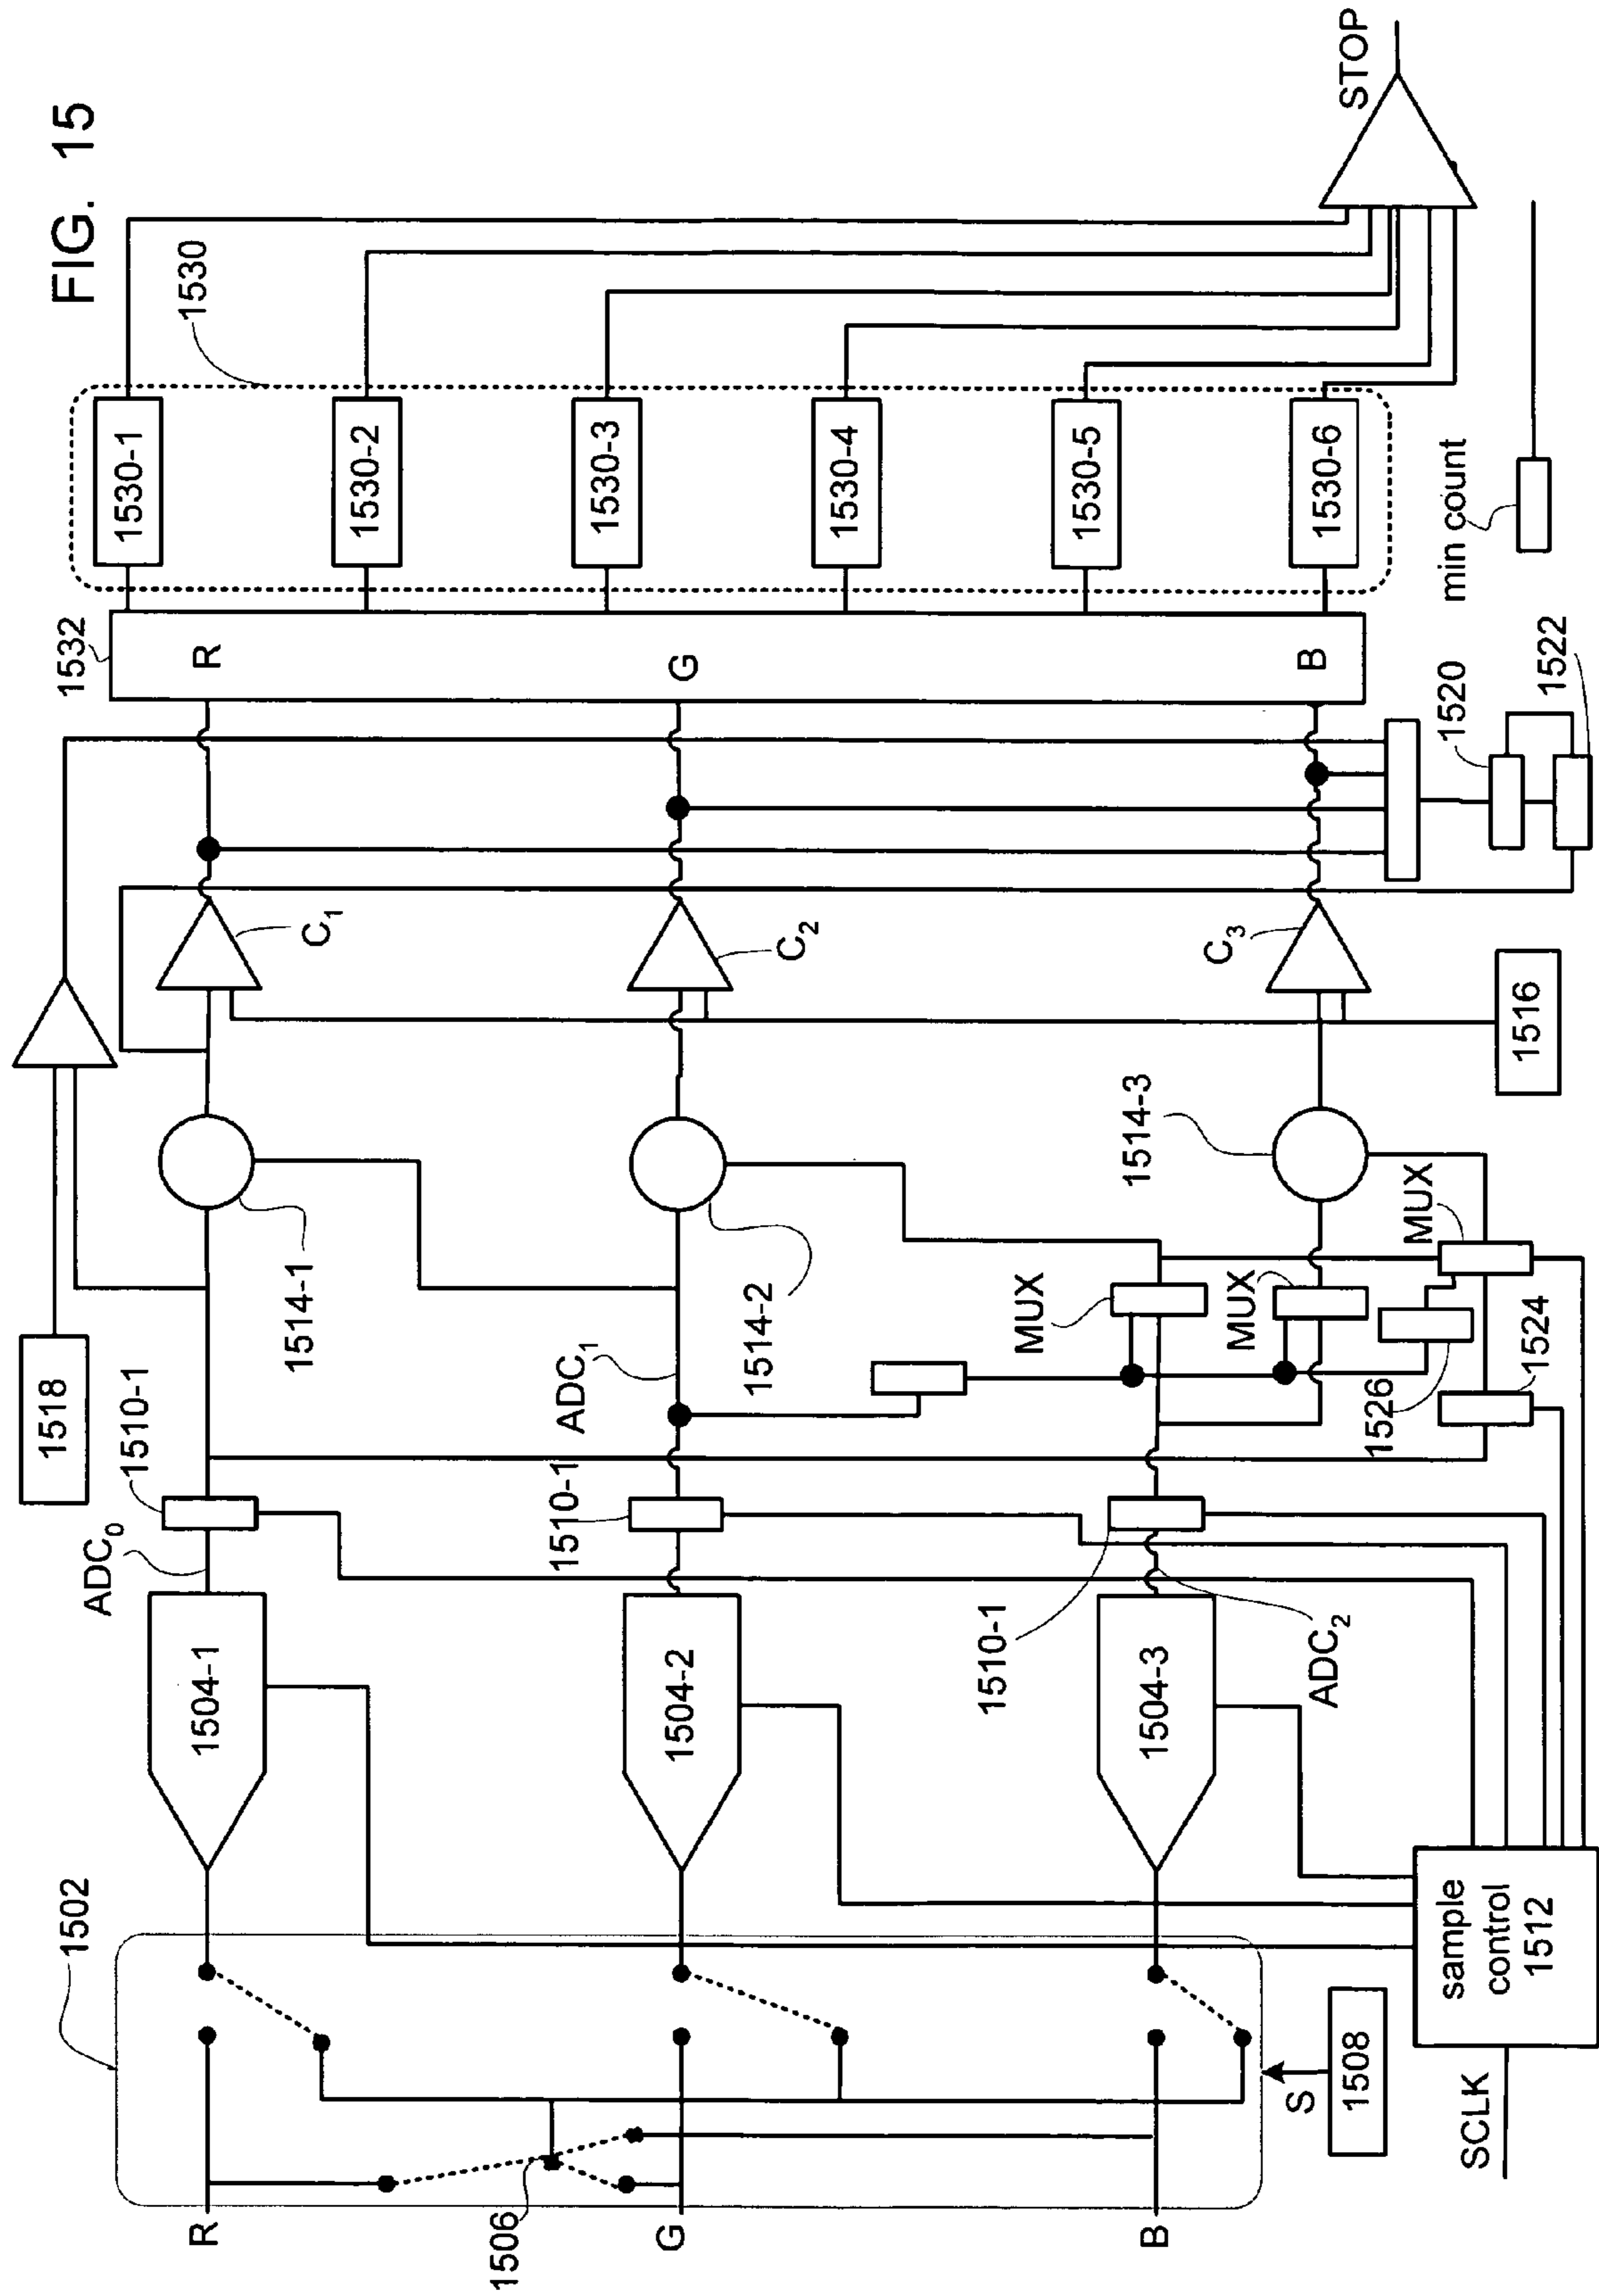 FIG. 15
1502
R
G
B
1506
S
1508
SCLK
sample
control
1512
1504-1
1504-2
1504-3
ADC0
ADC1
ADC2
1510-1
1510-1
1510-1
1518
1514-1
1514-2
1514-3
MUX
MUX
MUX
1526
1524
1516
C1
C2
C3
1532
R
G
B
1520
1522
1530
1530-1
1530-2
1530-3
1530-4
1530-5
1530-6
min count
STOP